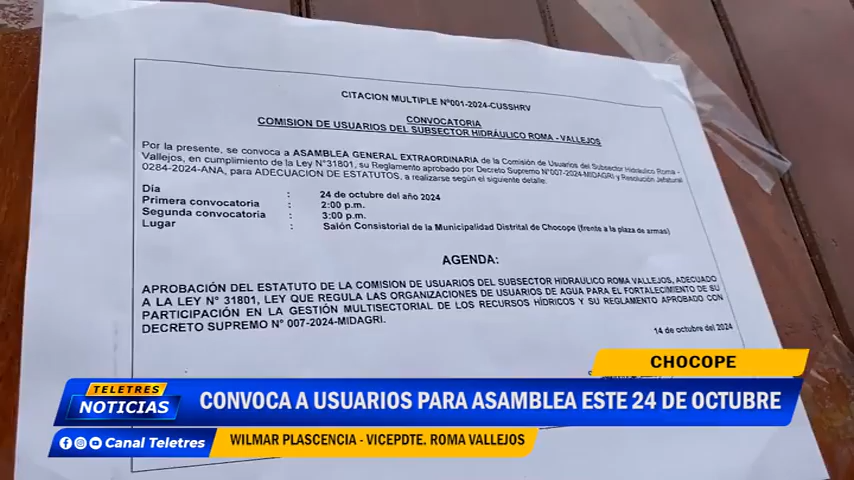 CITACION MULTIPLE N°001-2024-CUSSHRV
CONVOCATORIA
COMISION DE USUARIOS DEL SUBSECTOR HIDRÁULICO ROMA - VALLEJOS
Por la presente, se convoca a ASAMBLEA GENERAL EXTRAORDINARIA de la Comisión de Usuarios del Subsector Hidraulico Roma -
Vallejos, en cumplimiento de la Ley N°31801, su Reglamento aprobado por Decreto Supremo N°007-2024-MIDAGRI y Resolución Jefatural
0284-2024-ANA, para ADECUACION DE ESTATUTOS, a realizarse según el siguiente detalle:
Día : 24 de octubre del año 2024
Primera convocatoria : 2:00 p.m.
Segunda convocatoria : 3:00 p.m.
Lugar : Salón Consistorial de la Municipalidad Distrital de Chocope (frente a la plaza de armas)
AGENDA:
APROBACIÓN DEL ESTATUTO DE LA COMISION DE USUARIOS DEL SUBSECTOR HIDRAULICO ROMA VALLEJOS, ADECUADO
A LA LEY N° 31801, LEY QUE REGULA LAS ORGANIZACIONES DE USUARIOS DE AGUA PARA EL FORTALECIMIENTO DE SU
PARTICIPACIÓN EN LA GESTIÓN MULTISECTORIAL DE LOS RECURSOS HÍDRICOS Y SU REGLAMENTO APROBADO CON
DECRETO SUPREMO N° 007-2024-MIDAGRI.
14 de octubre del 2024
CHOCOPE
TELETRES
NOTICIAS
CONVOCA A USUARIOS PARA ASAMBLEA ESTE 24 DE OCTUBRE
Canal Teletres
WILMAR PLASCENCIA - VICEPDTE. ROMA VALLEJOS